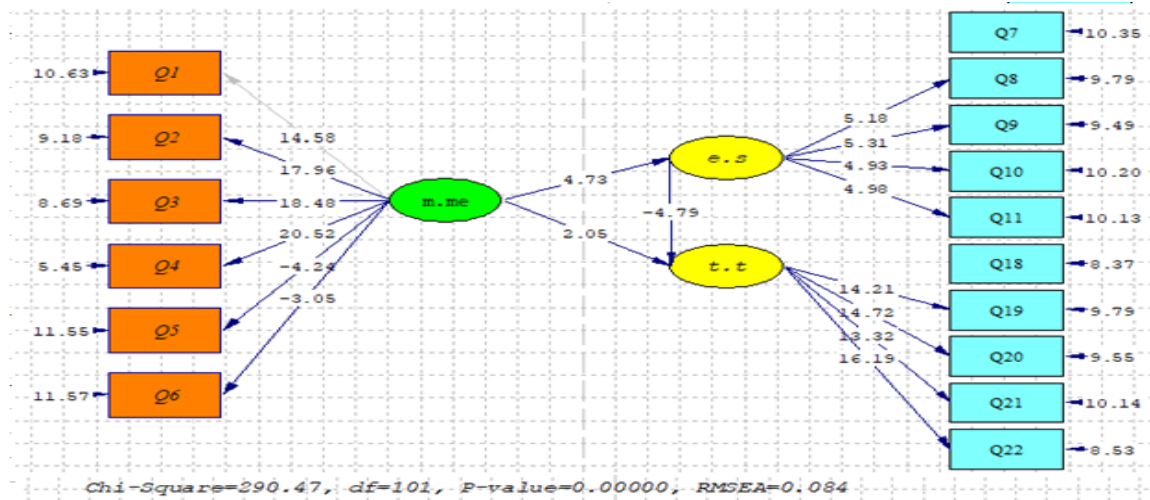 10.63 Q1
9.18 Q2
8.69 Q3
5.45 Q4
11.55 Q5
11.57 Q6
14.58
17.96
18.48
20.52
-4.24
-3.05
m.me
4.73
2.05
e.s
-4.79
t.t
5.18
5.31
4.93
4.98
14.21
14.72
13.32
16.19
Q7 10.35
Q8 9.79
Q9 9.49
Q10 10.20
Q11 10.13
Q18 8.37
Q19 9.79
Q20 9.55
Q21 10.14
Q22 8.53
Chi-Square=290.47, df=101, P-value=0.00000, RMSEA=0.084